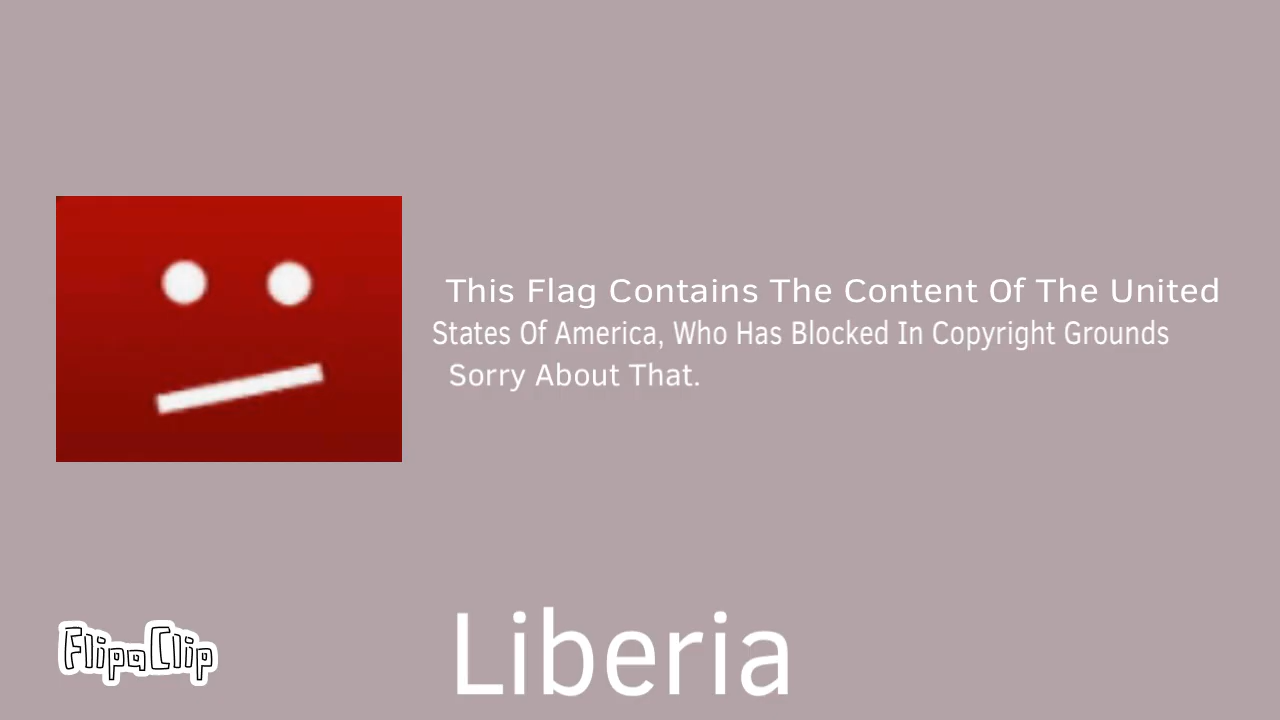 This Flag Contains The Content Of The United
States Of America, Who Has Blocked In Copyright Grounds
Sorry About That.
Liberia
FlipaClip